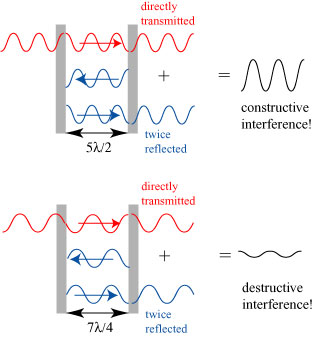 directly
transmitted
+
=
constructive
interference!
twice
reflected
5λ/2
directly
transmitted
+
=
destructive
interference!
twice
reflected
7λ/4